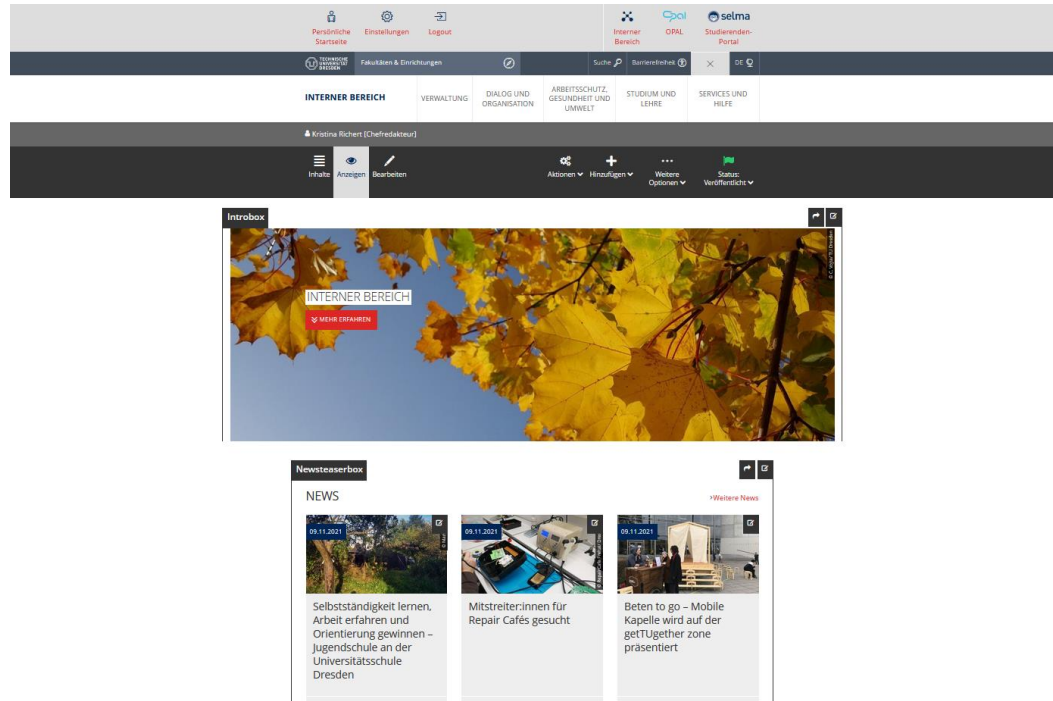 Persönliche
Startseite
Einstellungen
Logout
Interner
Bereich
Opal
OPAL
selma
Studierenden-
Portal
TECHNISCHE
UNIVERSITÄT
DRESDEN
Fakultäten & Einrichtungen
Suche
Barrierefreiheit
DE
INTERNER BEREICH
VERWALTUNG
DIALOG UND
ORGANISATION
ARBEITSSCHUTZ,
GESUNDHEIT UND
UMWELT
STUDIUM UND
LEHRE
SERVICES UND
HILFE
Kristina Richert [Chefredakteur]
Inhalte
Anzeigen
Bearbeiten
Aktionen
Hinzufügen
Weitere
Optionen
Status:
Veröffentlicht
Introbox
INTERNER BEREICH
MEHR ERFAHREN
Newsteaserbox
NEWS
Weitere News
09.11.2021
Selbstständigkeit lernen,
Arbeit erfahren und
Orientierung gewinnen –
Jugendschule an der
Universitätsschule
Dresden
09.11.2021
Mitstreiter:innen für
Repair Cafés gesucht
09.11.2021
Beten to go – Mobile
Kapelle wird auf der
getTUgether zone
präsentiert